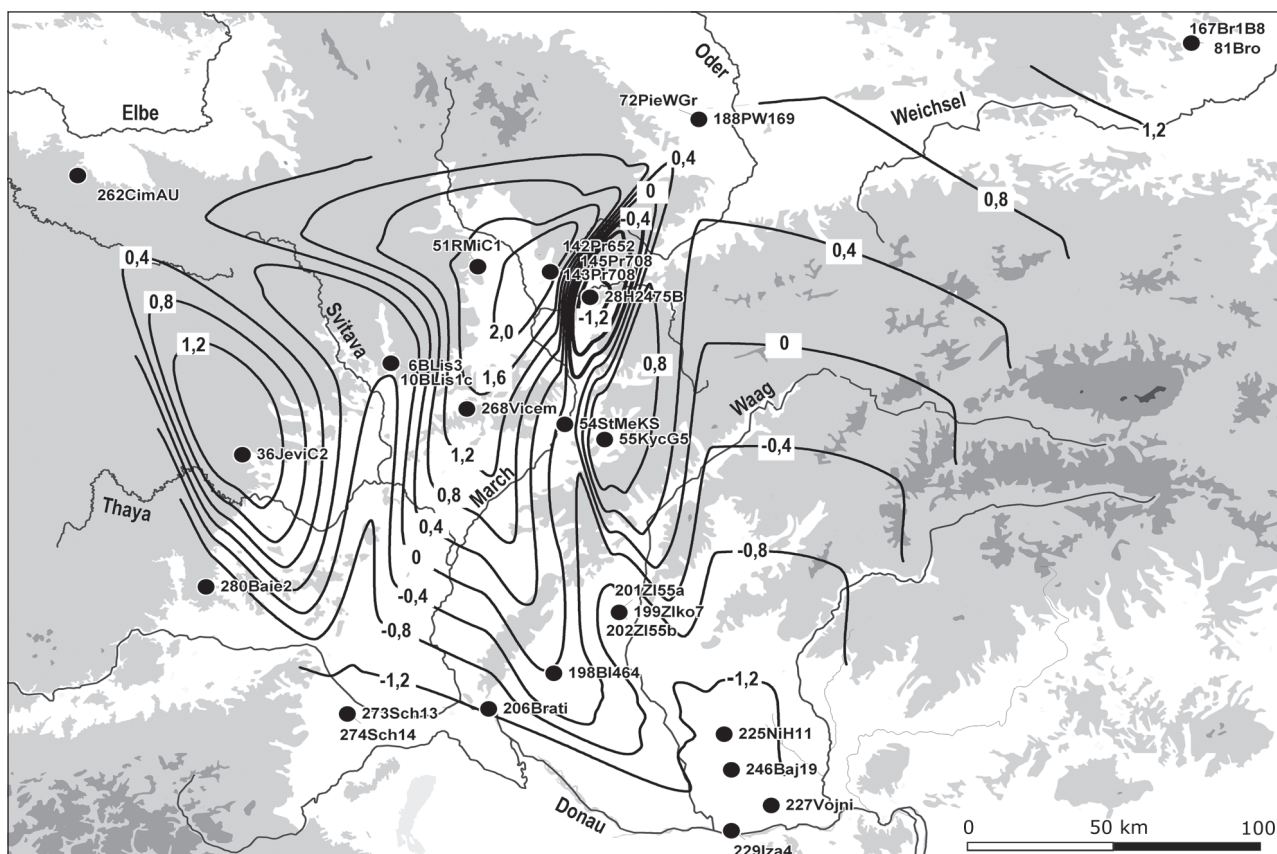 167Br1B8
81Bro
Oder
72PieWGr
188PW169
Elbe
Weichsel
1,2
262CimAU
0,4
0
-0,4
0,8
51RMiC1
142Pr652
145Pr708
143Pr708
28H2475B
-1,2
0,4
0,4
0,8
1,2
Svitava
2,0
0
0,8
6BLis3
10BLis1c
1,6
Waag
268Vicem
54StMeKS
55KycG5
36JeviC2
1,2
-0,4
0,8
March
Thaya
0,4
0
-0,8
280Baie2
-0,4
201Zl55a
199Zlko7
202Zl55b
-0,8
198Bl464
-1,2
-1,2
273Sch13
274Sch14
206Brati
225NiH11
246Baj19
227Vojni
Donau
229Iza4
0 50 km 100